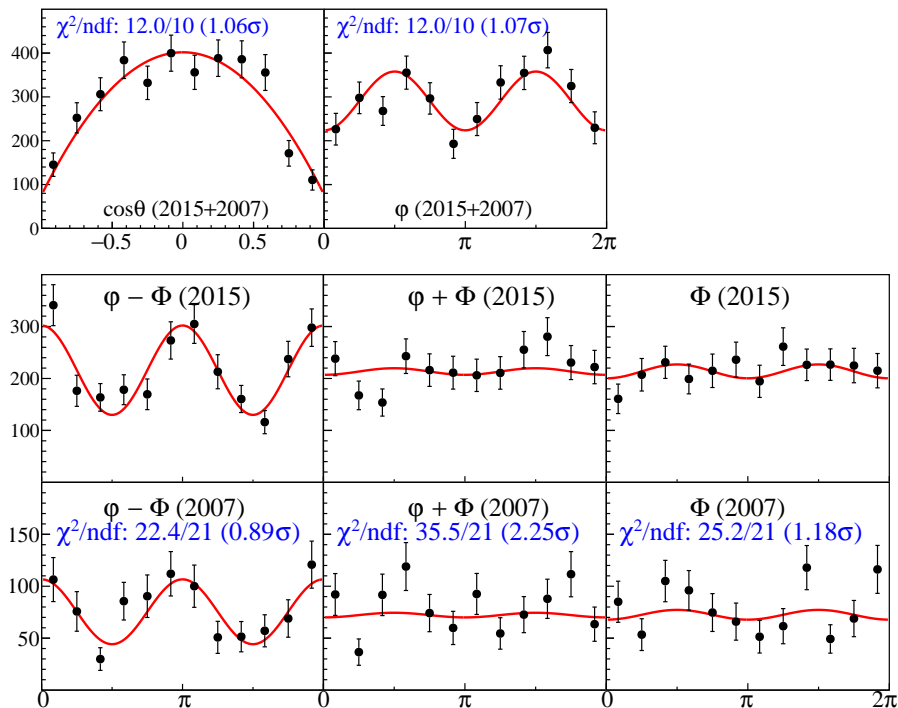 χ²/ndf: 12.0/10 (1.06σ) χ²/ndf: 12.0/10 (1.07σ)
400
300
200
100
0
cosθ (2015+2007) φ (2015+2007)
−0.5 0 0.5 0 π 2π
φ − Φ (2015) φ + Φ (2015) Φ (2015)
300
200
100
φ − Φ (2007) φ + Φ (2007) Φ (2007)
χ²/ndf: 22.4/21 (0.89σ) χ²/ndf: 35.5/21 (2.25σ) χ²/ndf: 25.2/21 (1.18σ)
150
100
50
0 π 0 π 0 π 2π